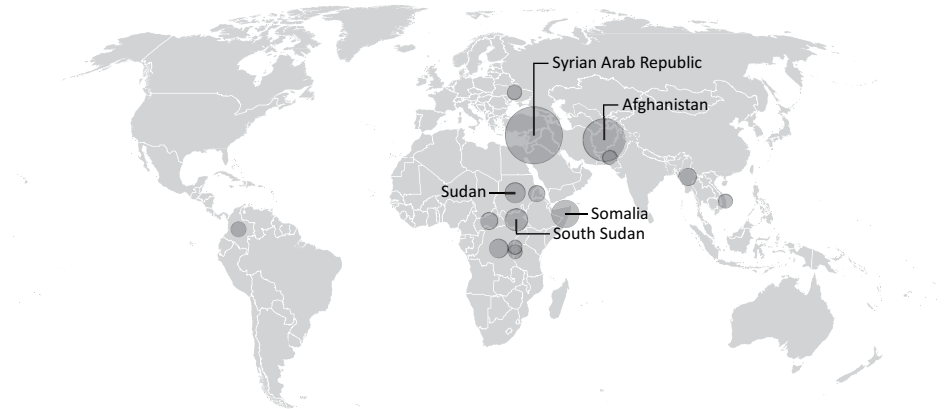 Syrian Arab Republic
Afghanistan
Sudan
Somalia
South Sudan